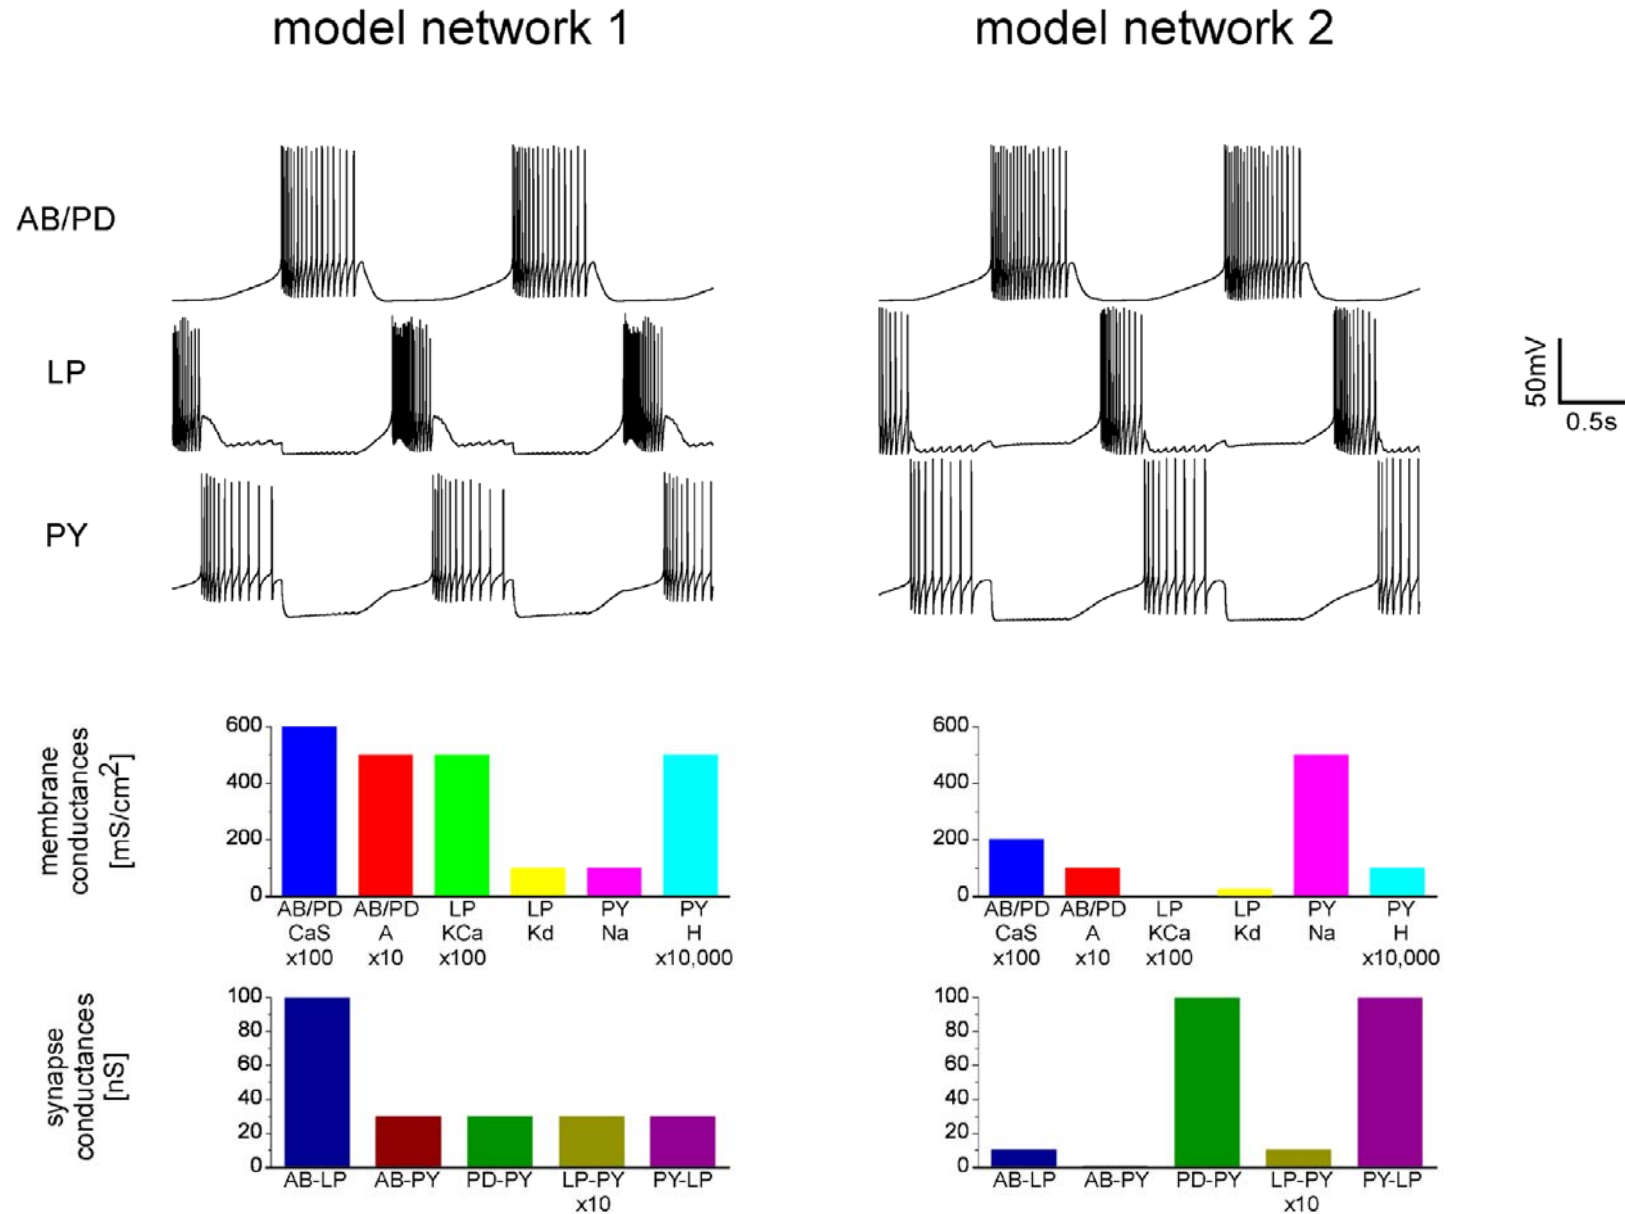 model network 1
model network 2
AB/PD
LP
PY
50mV
0.5s
membrane
conductances
[mS/cm²]
600
400
200
0
AB/PD AB/PD LP LP PY PY
CaS A KCa Kd Na H
x100 x10 x100 x10,000
600
400
200
0
AB/PD AB/PD LP LP PY PY
CaS A KCa Kd Na H
x100 x10 x100 x10,000
synapse
conductances
[nS]
100
80
60
40
20
0
AB-LP AB-PY PD-PY LP-PY PY-LP
x10
100
80
60
40
20
0
AB-LP AB-PY PD-PY LP-PY PY-LP
x10